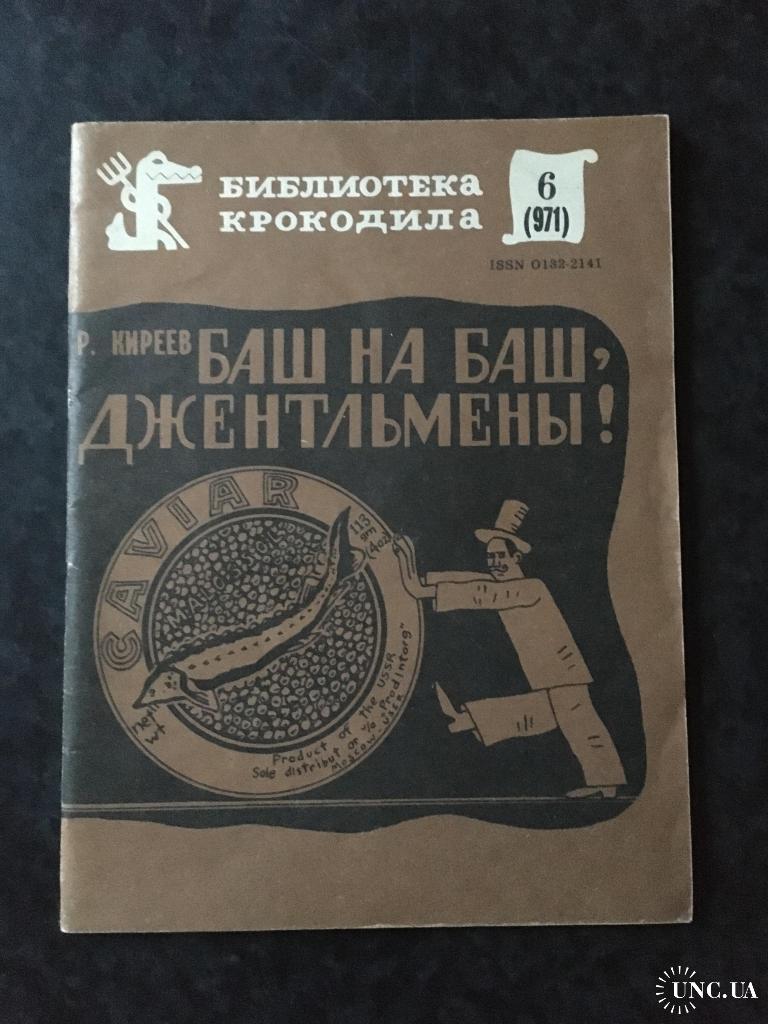 БИБЛИОТЕКА
КРОКОДИЛА
6
(971)
ISSN 0132-2141
Р. КИРЕЕВ
БАШ НА БАШ,
ДЖЕНТЛЬМЕНЫ!
CAVIAR
MALOSSOL
113
gm
(4oz)
wt
Product of the USSR
Sole distribut or v/o Prodintorg"
Moscow-USSR
UNC.UA